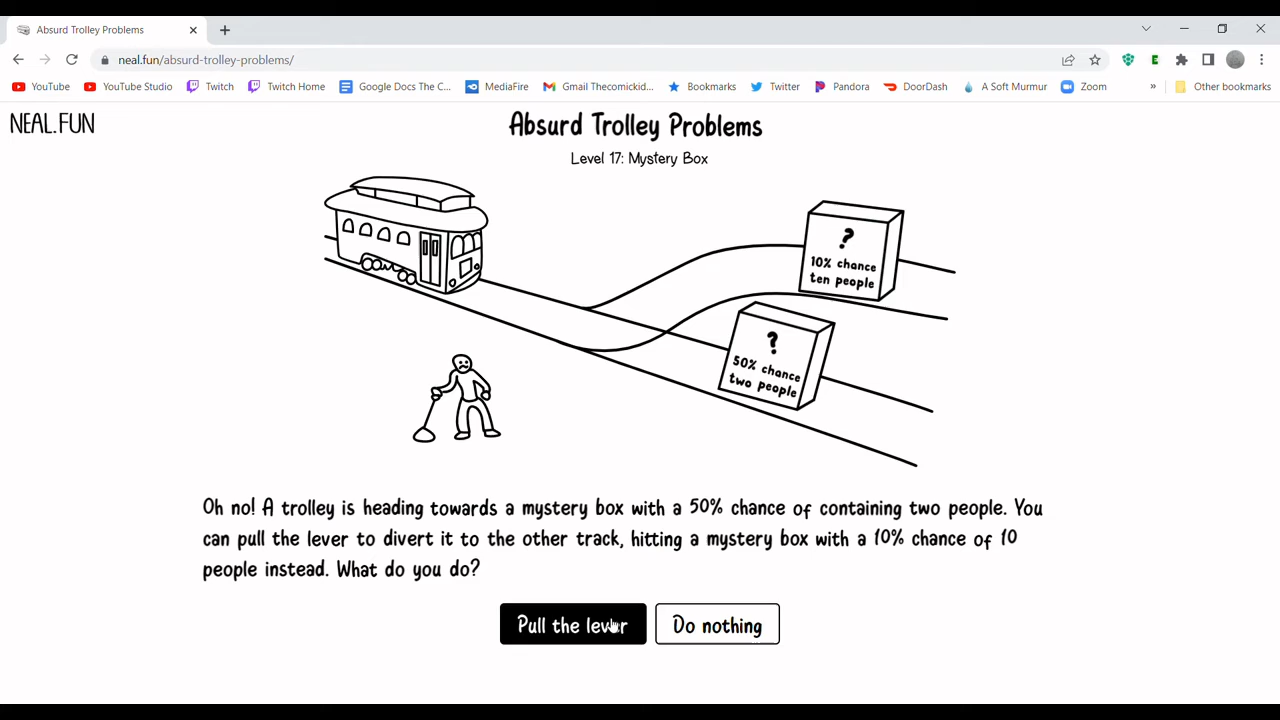 Absurd Trolley Problems
neal.fun/absurd-trolley-problems/
YouTube YouTube Studio Twitch Twitch Home Google Docs The C... MediaFire Gmail Thecomickid... Bookmarks Twitter Pandora DoorDash A Soft Murmur Zoom » Other bookmarks
NEAL.FUN
Absurd Trolley Problems
Level 17: Mystery Box
?
10% chance
ten people
?
50% chance
two people
Oh no! A trolley is heading towards a mystery box with a 50% chance of containing two people. You
can pull the lever to divert it to the other track, hitting a mystery box with a 10% chance of 10
people instead. What do you do?
Pull the lever Do nothing